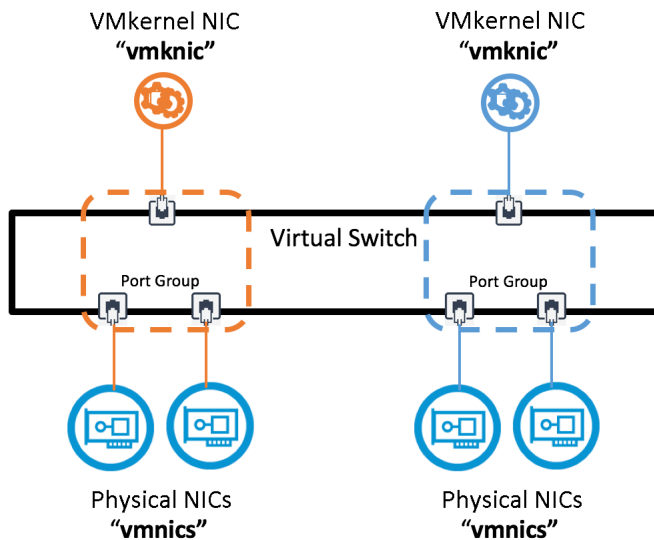 VMkernel NIC
“vmknic”
VMkernel NIC
“vmknic”
Virtual Switch
Port Group
Port Group
Physical NICs
“vmnics”
Physical NICs
“vmnics”